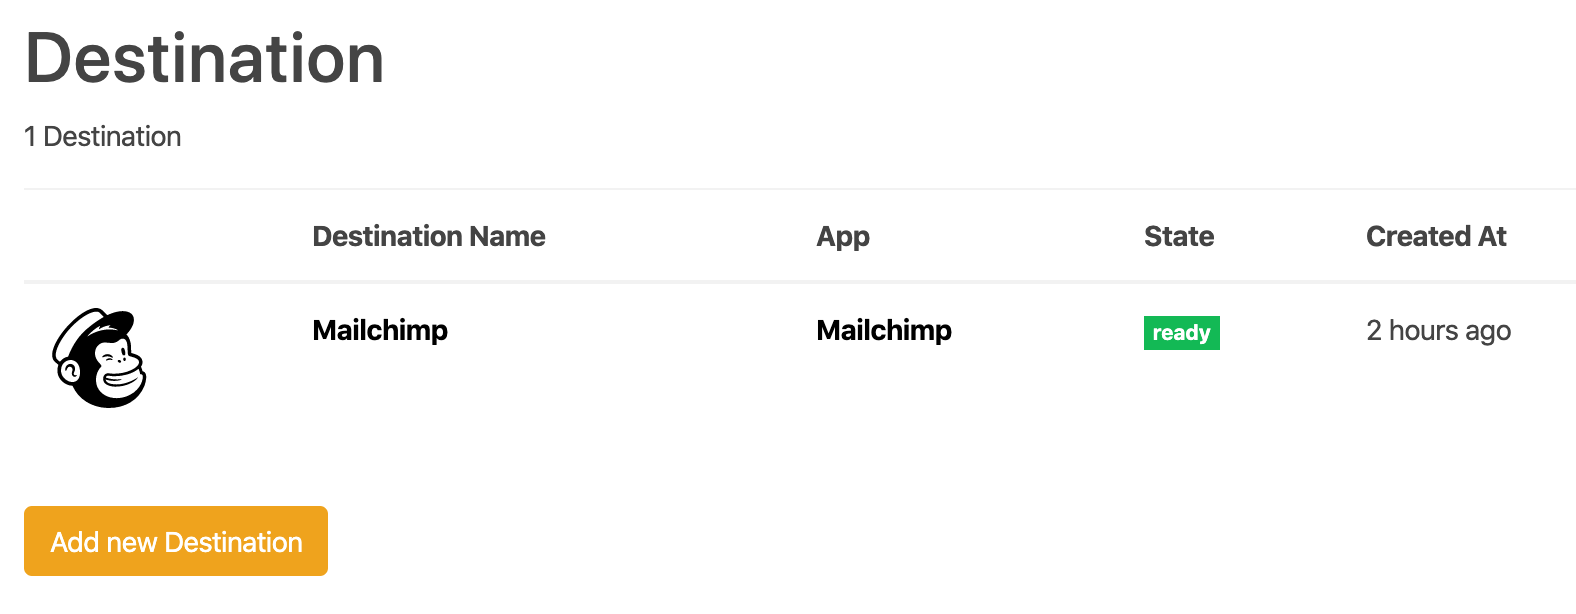 Destination
1 Destination
Destination Name App State Created At
Mailchimp Mailchimp ready 2 hours ago
Add new Destination